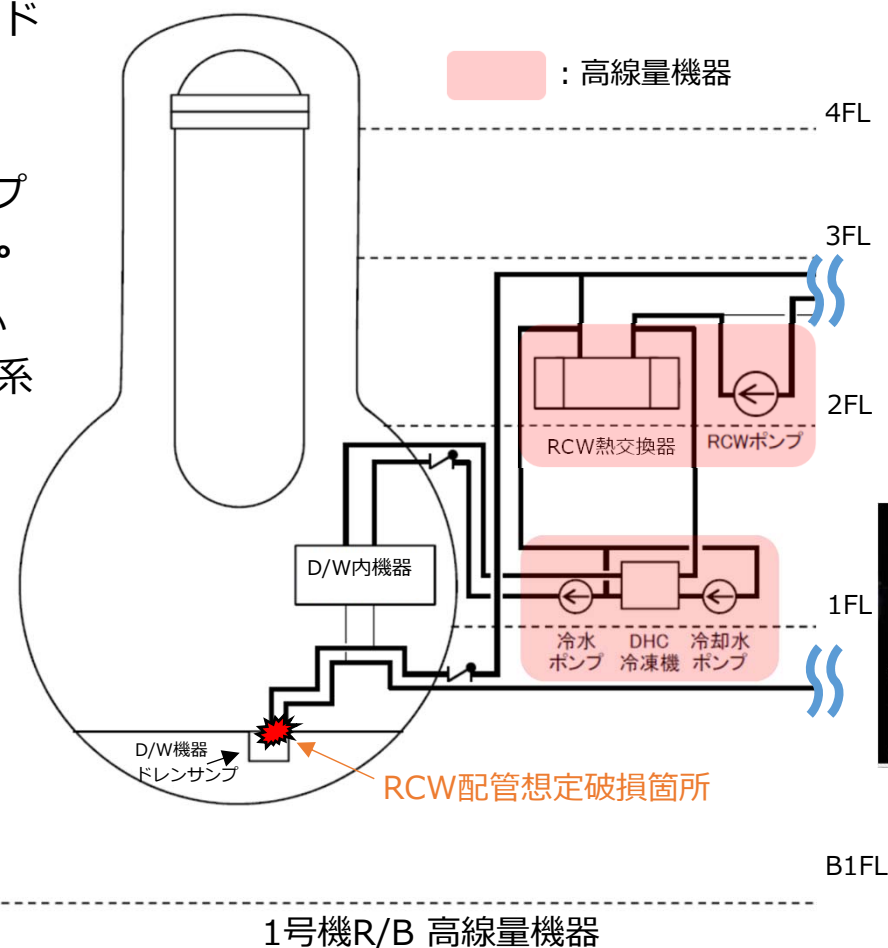 ド
：高線量機器
4FL
プ
3FL
。
系
2FL
RCW熱交換器
RCWポンプ
D/W内機器
1FL
冷水
ポンプ
DHC
冷凍機
冷却水
ポンプ
D/W機器
ドレンサンプ
RCW配管想定破損箇所
B1FL
1号機R/B 高線量機器